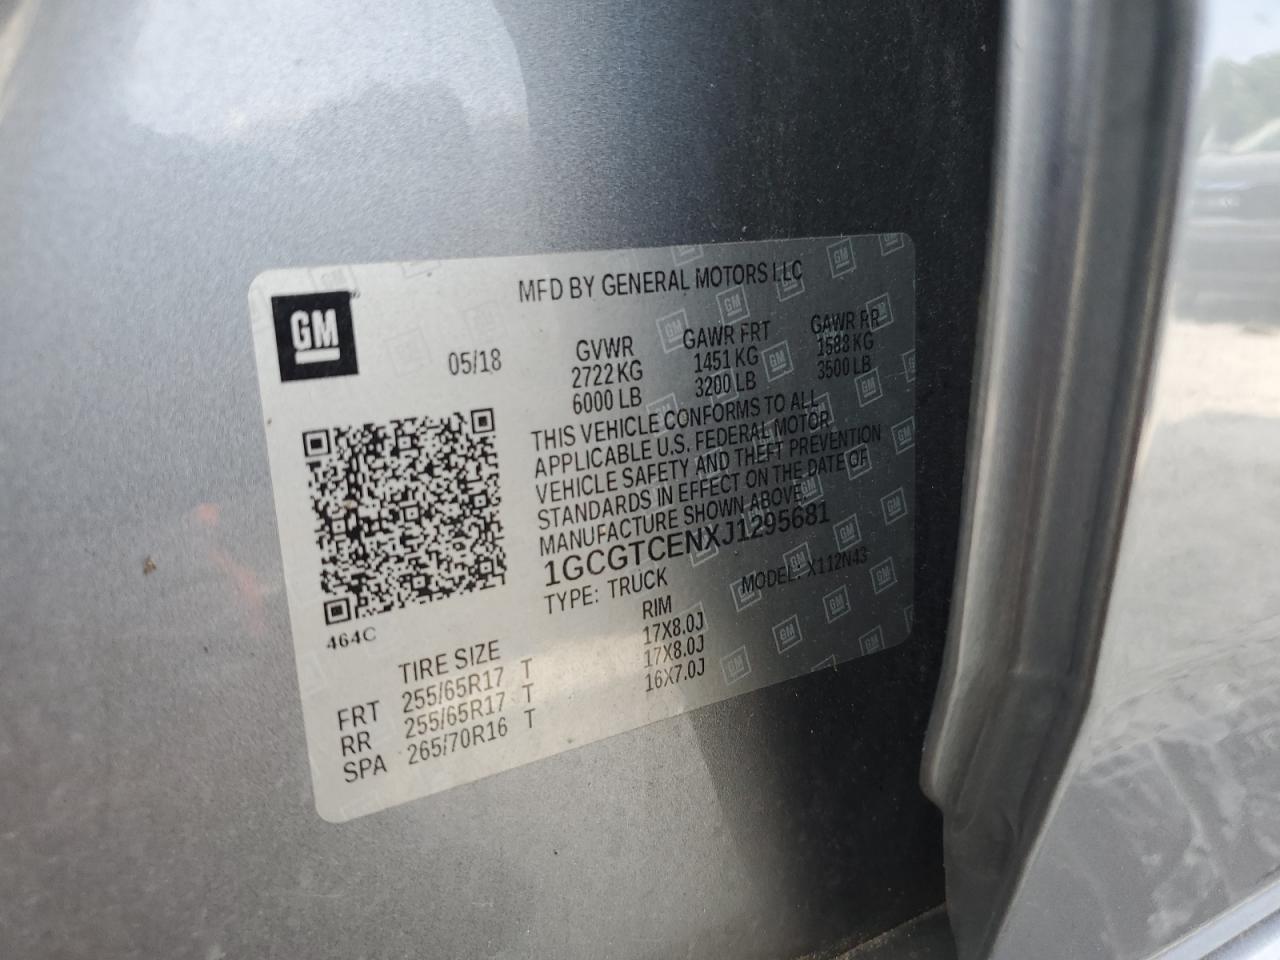 MFD BY GENERAL MOTORS LLC
GM
05/18
GVWR GAWR FRT GAWR RR
2722 KG 1451 KG 1588 KG
6000 LB 3200 LB 3500 LB
THIS VEHICLE CONFORMS TO ALL
APPLICABLE U.S. FEDERAL MOTOR
VEHICLE SAFETY AND THEFT PREVENTION
STANDARDS IN EFFECT ON THE DATE OF
MANUFACTURE SHOWN ABOVE.
1GCGTCENXJ1295681
TYPE: TRUCK MODEL: X112N43
464C
TIRE SIZE RIM
FRT 255/65R17 T 17X8.0J
RR 255/65R17 T 17X8.0J
SPA 265/70R16 T 16X7.0J